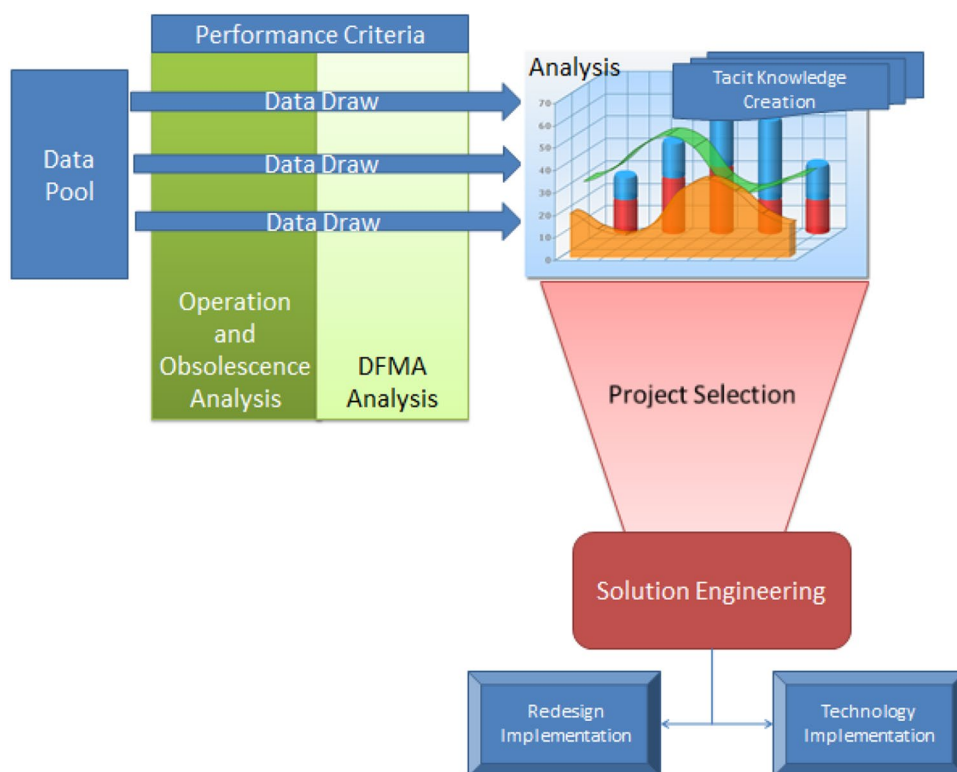 Performance Criteria
Data
Pool
Data Draw
Data Draw
Data Draw
Operation
and
Obsolescence
Analysis
DFMA
Analysis
Analysis
Tacit Knowledge
Creation
70
60
50
40
30
20
10
0
Project Selection
Solution Engineering
Redesign
Implementation
Technology
Implementation